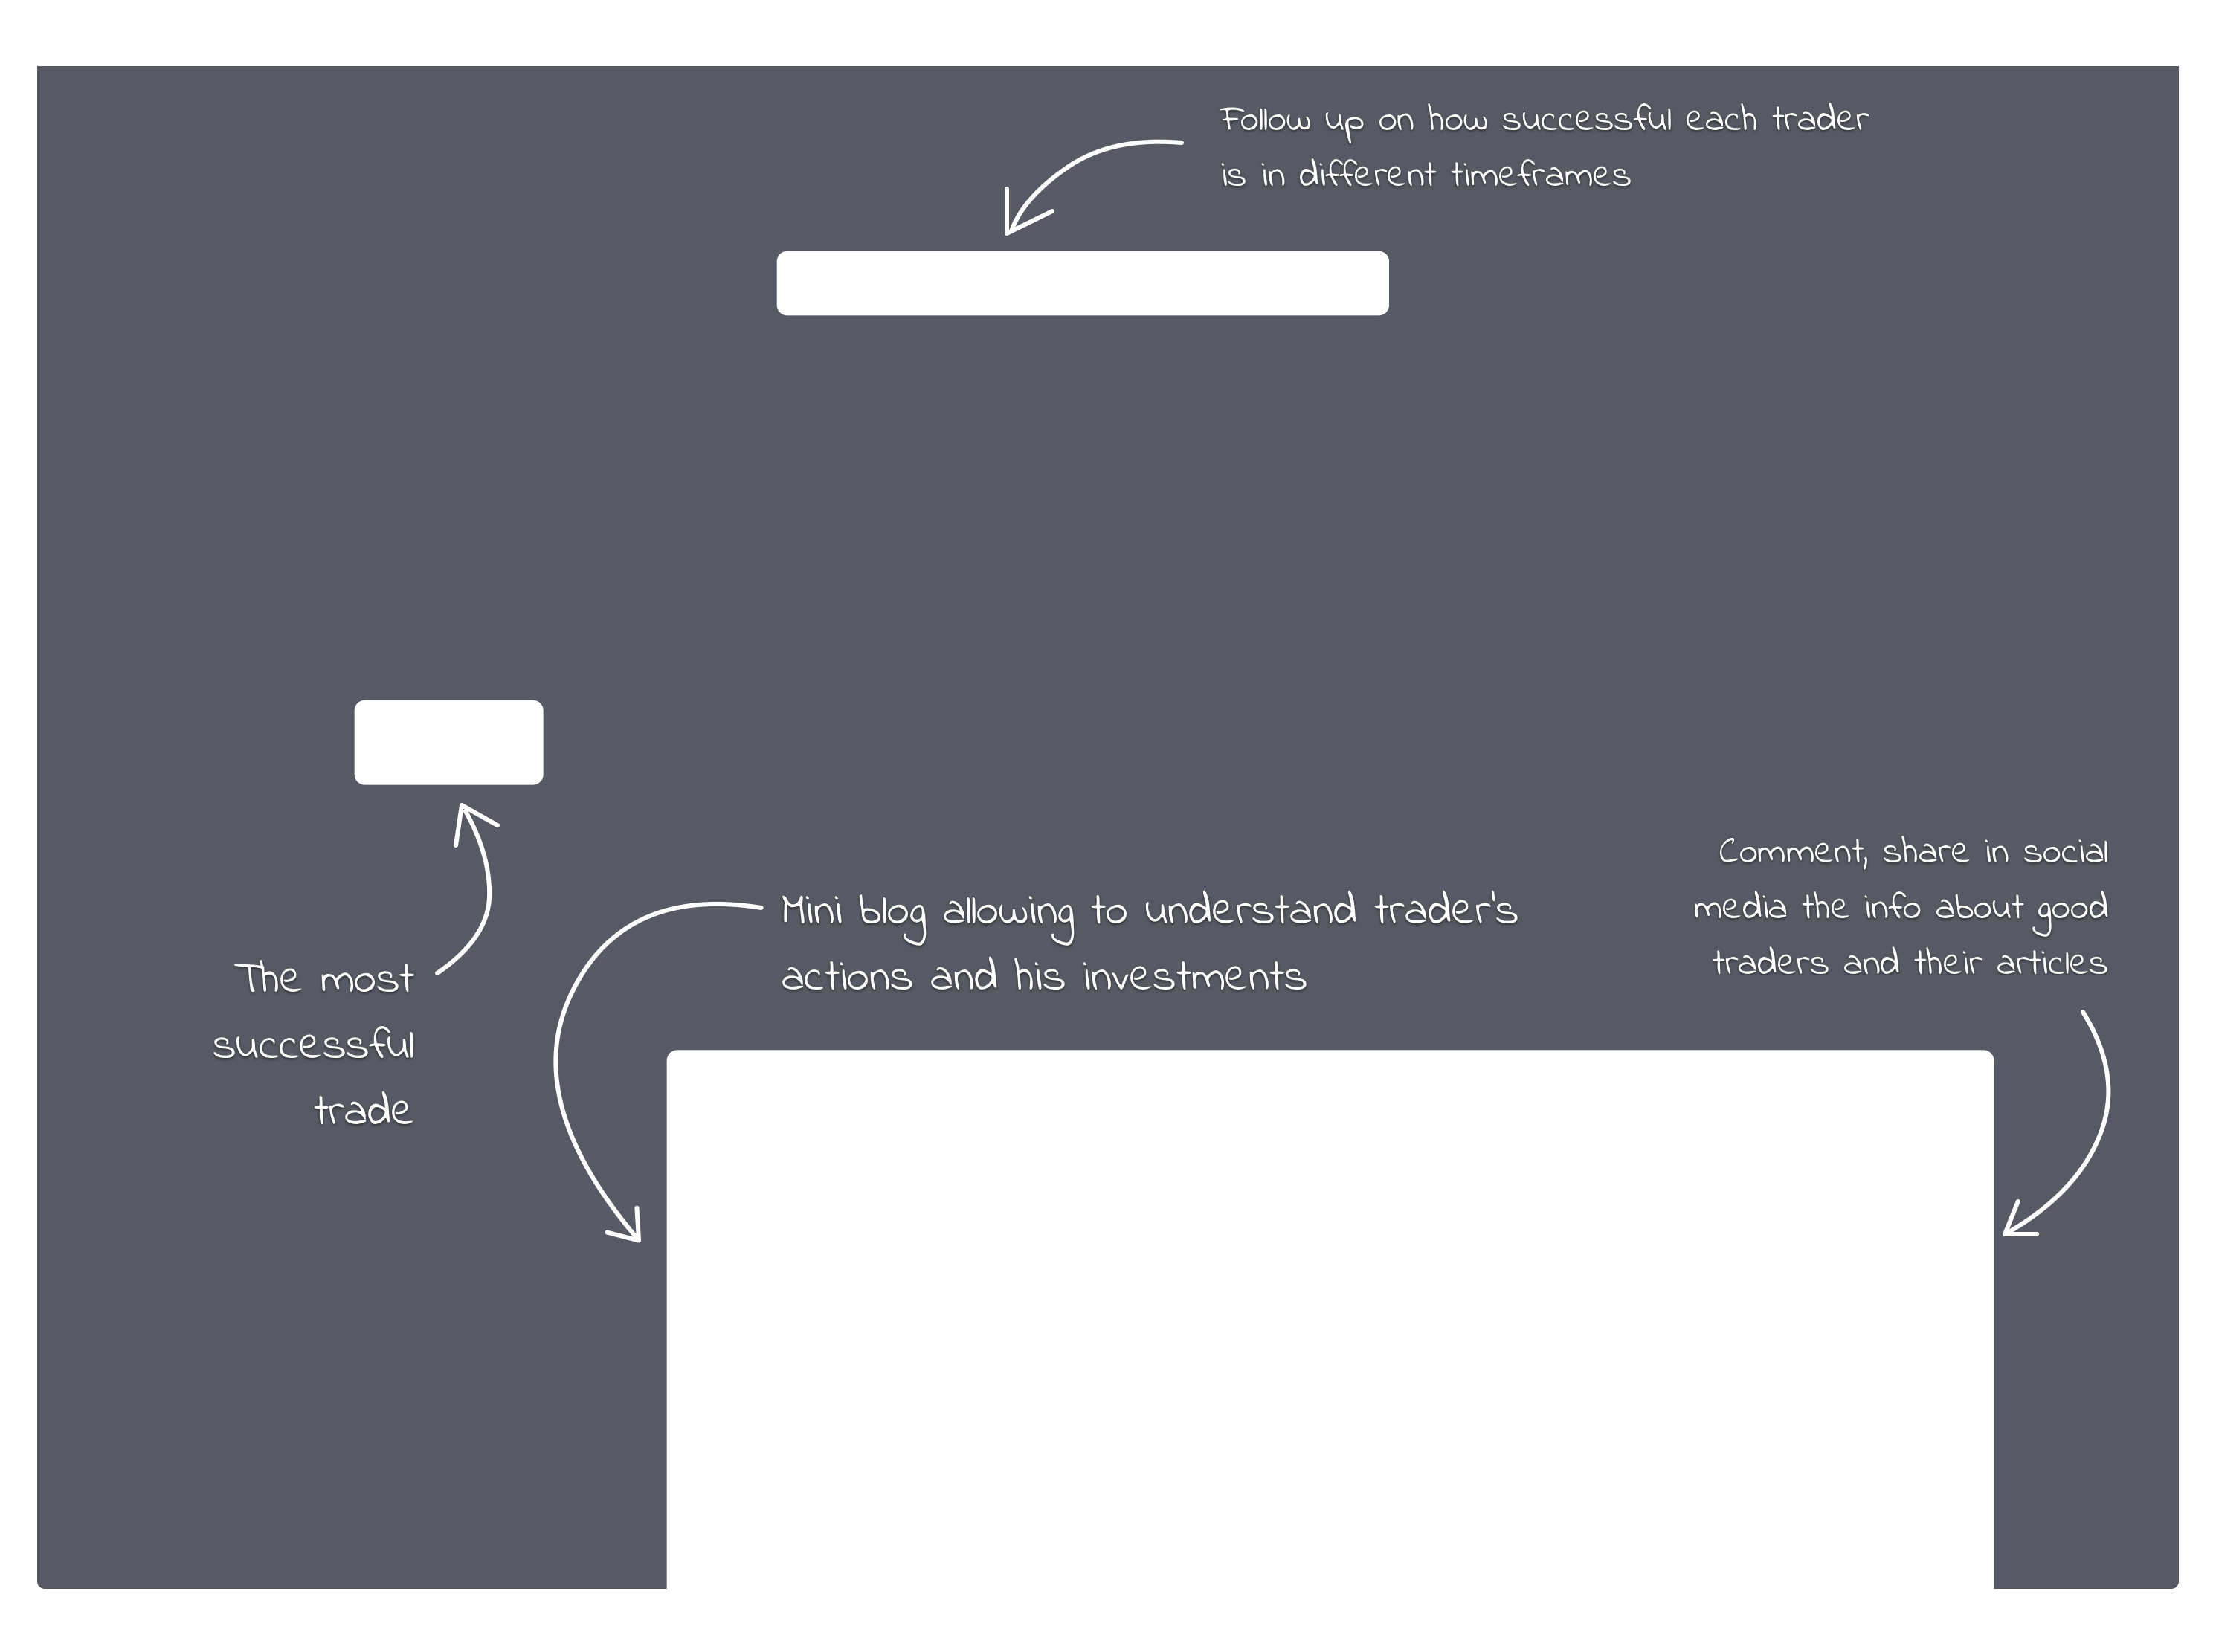 Follow up on how successful each trader
is in diferent timeframes
Mini blog allowing to understand trader's
actions and his investments
Comment, share in social
media the info about good
traders and their articles
The most
successful
trade